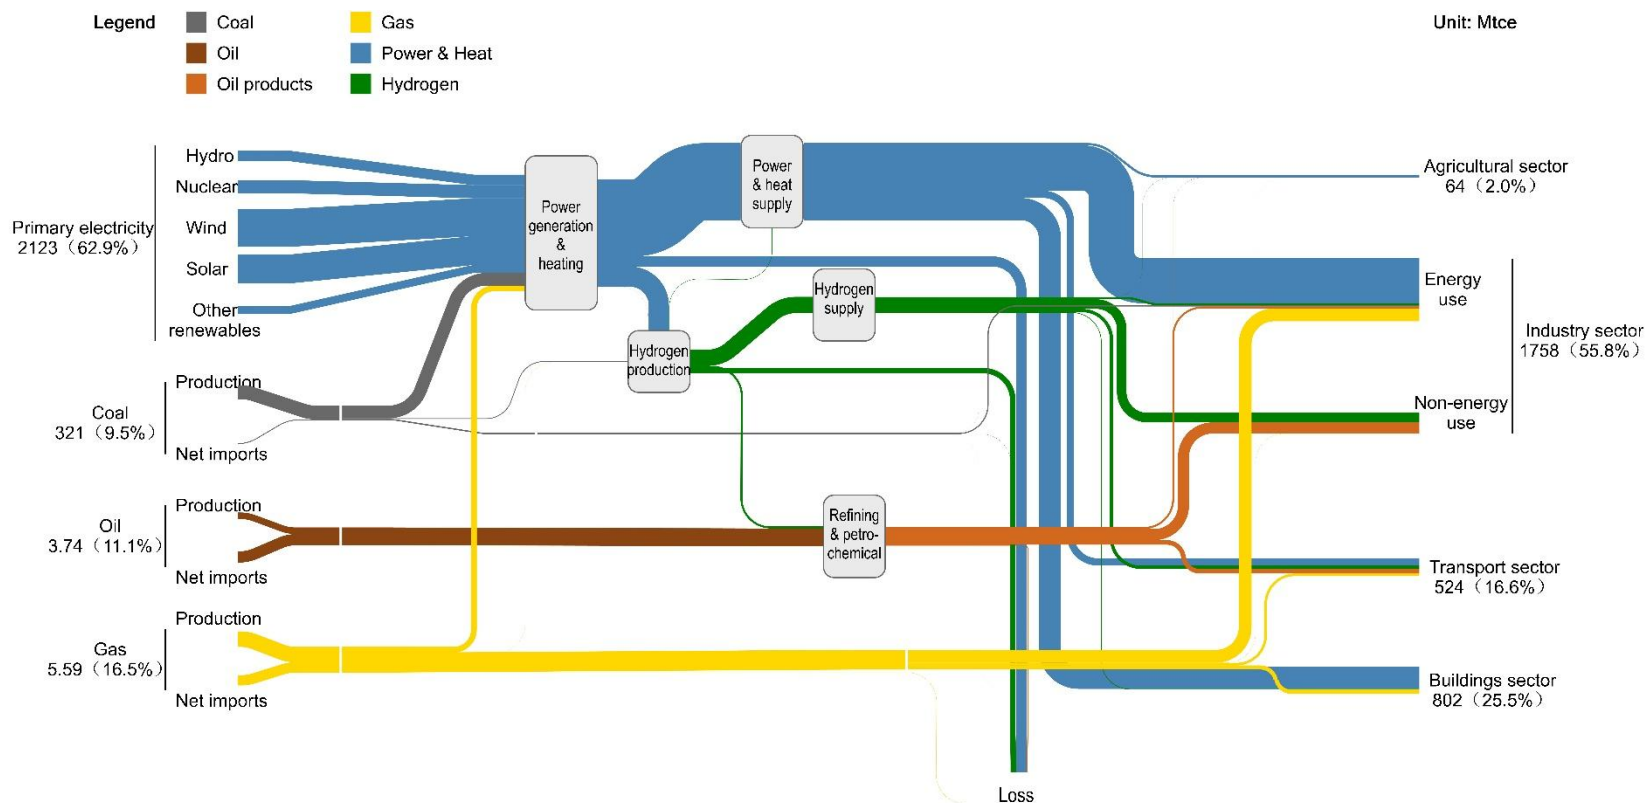 Legend
Coal
Gas
Unit: Mtce
Oil
Power & Heat
Oil products
Hydrogen
Hydro
Nuclear
Wind
Solar
Other
renewables
Primary electricity
2123（62.9%）
Power
generation
&
heating
Power
& heat
supply
Hydrogen
supply
Hydrogen
production
Refining
& petro-
chemical
Production
Coal
321（9.5%）
Net imports
Production
Oil
3.74（11.1%）
Net imports
Production
Gas
5.59（16.5%）
Net imports
Loss
Agricultural sector
64（2.0%）
Energy
use
Industry sector
1758（55.8%）
Non-energy
use
Transport sector
524（16.6%）
Buildings sector
802（25.5%）